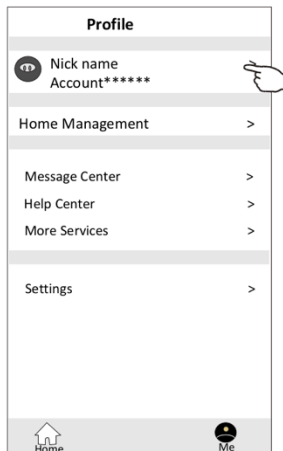 Profile
Nick name
Account******
Home Management >
Message Center >
Help Center >
More Services >
Settings >
Home Me